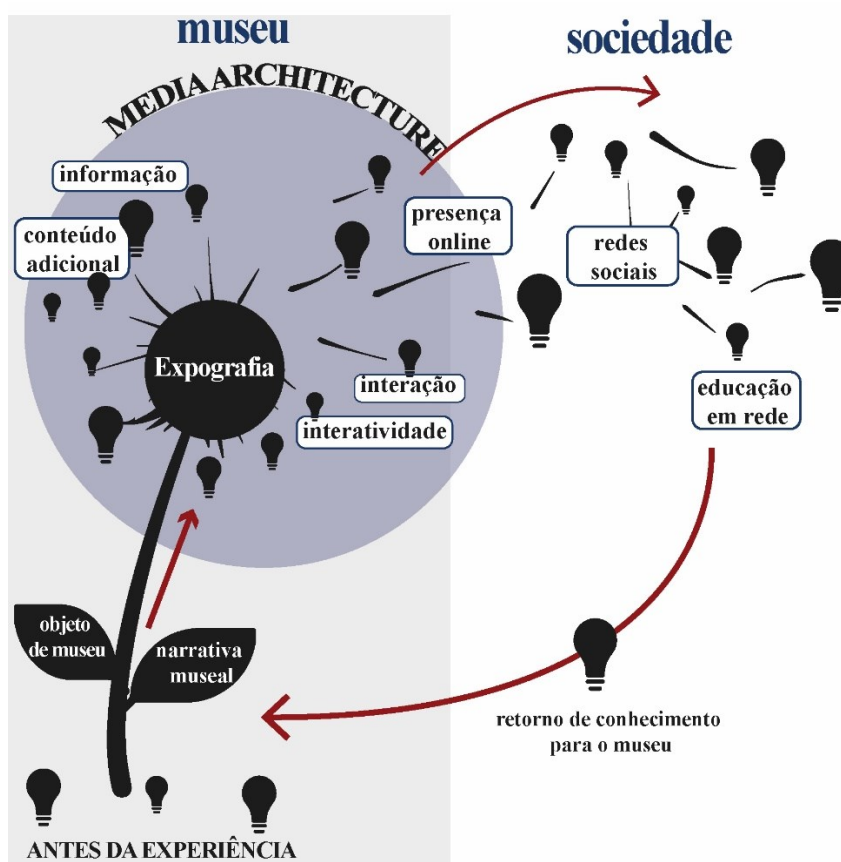 museu
sociedade
MEDIA ARCHITECTURE
informação
conteúdo
adicional
presença
online
redes
sociais
Expografia
interação
interatividade
educação
em rede
objeto
de museu
narrativa
museal
retorno de conhecimento
para o museu
ANTES DA EXPERIÊNCIA